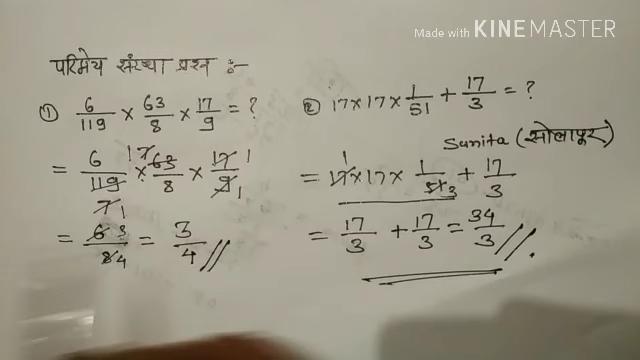 Made with KINEMASTER
परिमेय संख्या प्रश्न :-
① 6/119 × 63/8 × 17/9 = ?
= 6/119 × 63/8 × 17/9
= 6/8 = 3/4 //
② 17×17× 1/51 + 17/3 = ?
Sunita (सोलापूर)
= 17×17× 1/51 + 17/3
= 17/3 + 17/3 = 34/3 //.